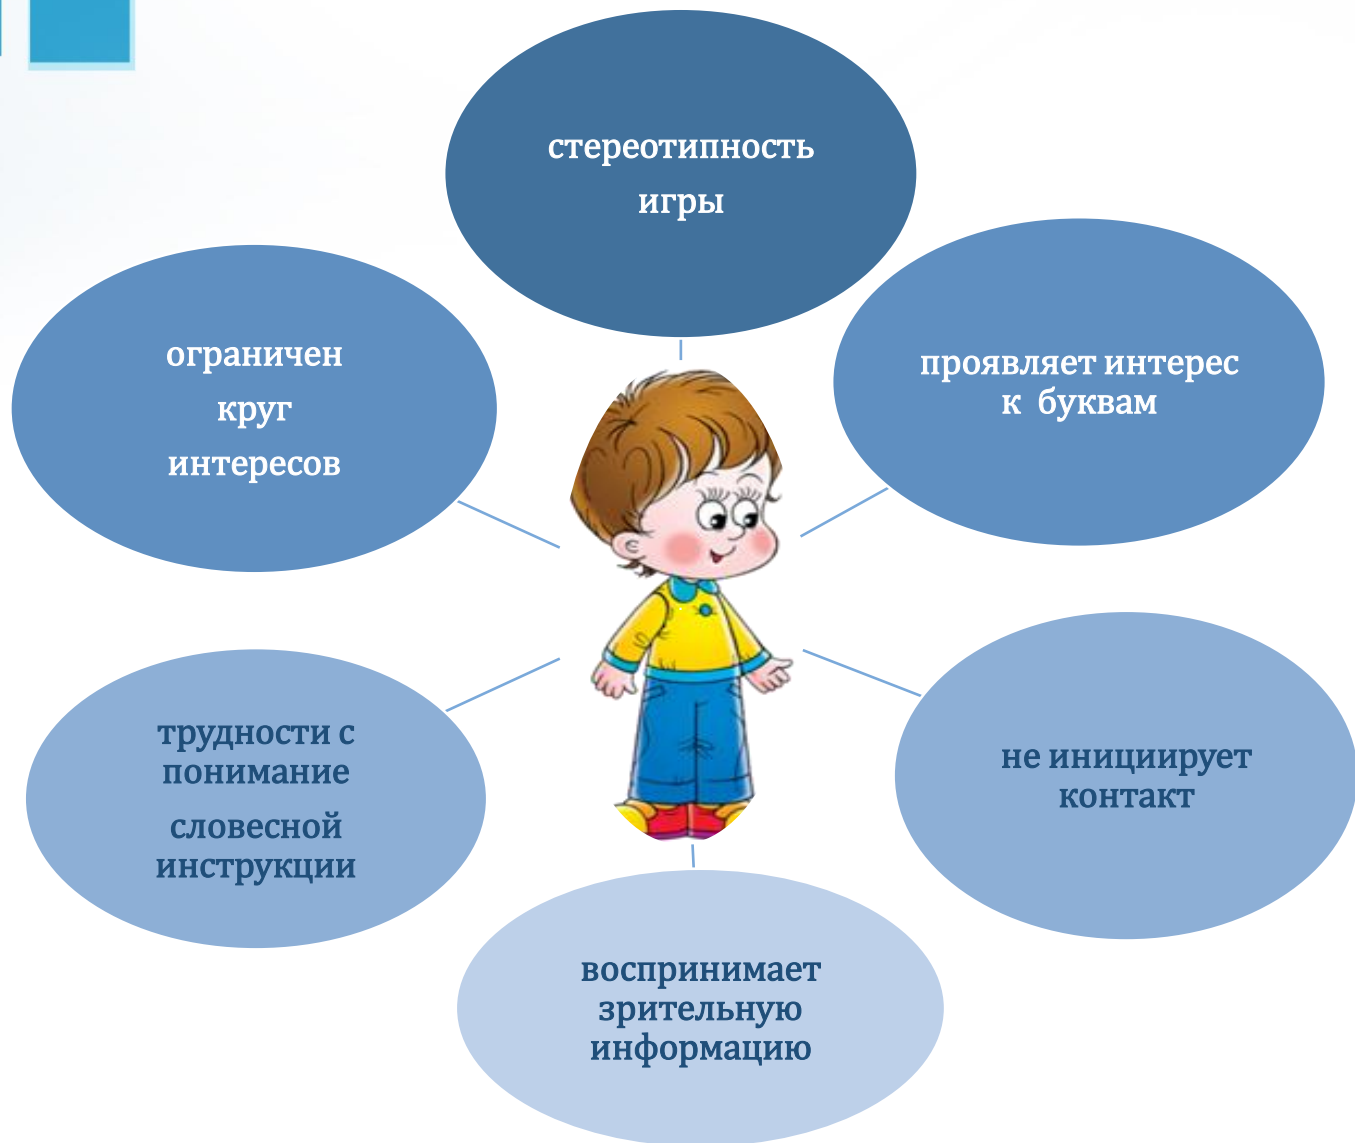 стереотипность
игры
проявляет интерес
к буквам
не инициирует
контакт
воспринимает
зрительную
информацию
трудности с
понимание
словесной
инструкции
ограничен
круг
интересов